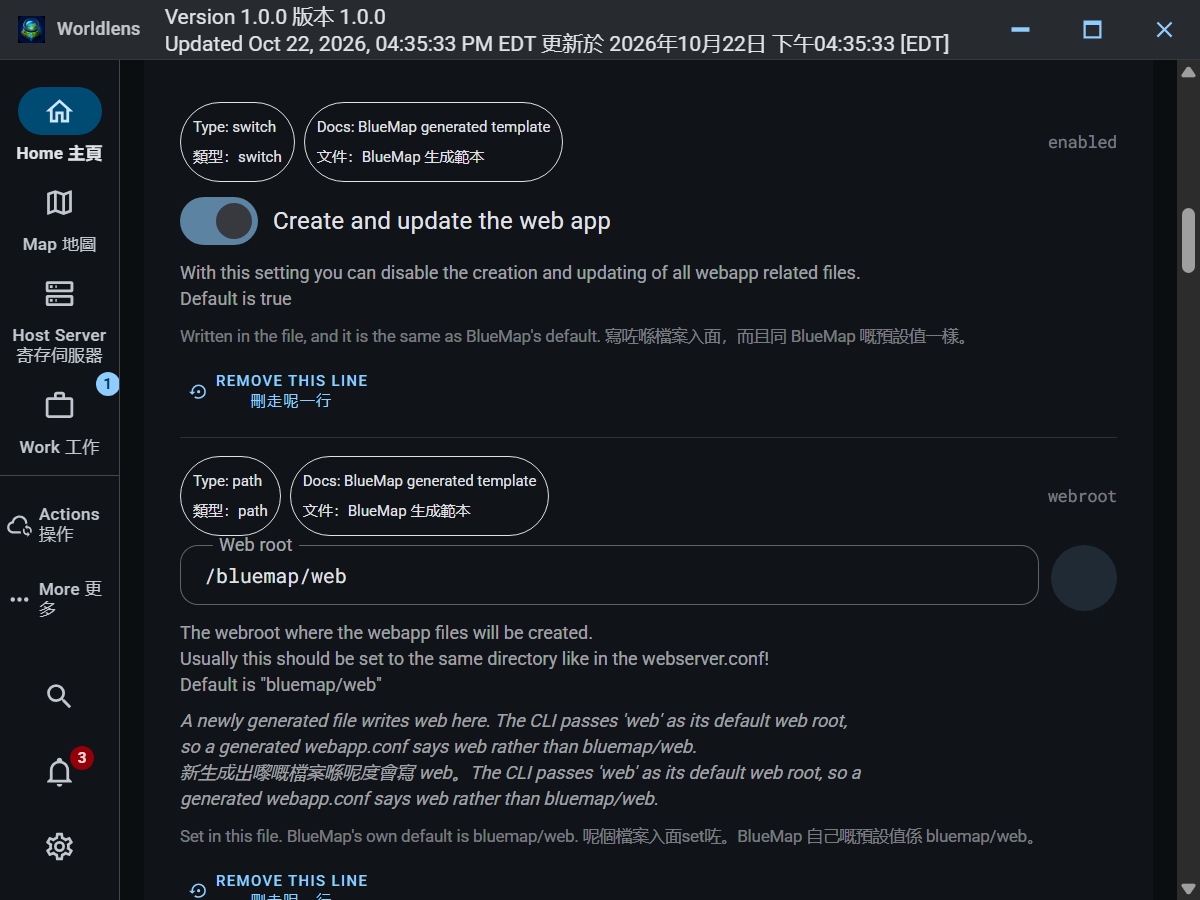 Worldlens
Version 1.0.0 版本 1.0.0
Updated Oct 22, 2026, 04:35:33 PM EDT 更新於 2026年10月22日 下午04:35:33 [EDT]
Home 主頁
Map 地圖
Host Server
寄存伺服器
1
Work 工作
Actions
操作
More 更
多
3
Type: switch
類型：switch
Docs: BlueMap generated template
文件：BlueMap 生成範本
enabled
Create and update the web app
With this setting you can disable the creation and updating of all webapp related files.
Default is true
Written in the file, and it is the same as BlueMap's default. 寫咗喺檔案入面，而且同 BlueMap 嘅預設值一樣。
REMOVE THIS LINE
刪走呢一行
Type: path
類型：path
Docs: BlueMap generated template
文件：BlueMap 生成範本
webroot
Web root
/bluemap/web
The webroot where the webapp files will be created.
Usually this should be set to the same directory like in the webserver.conf!
Default is "bluemap/web"
A newly generated file writes web here. The CLI passes 'web' as its default web root,
so a generated webapp.conf says web rather than bluemap/web.
新生成出嚟嘅檔案喺呢度會寫 web。The CLI passes 'web' as its default web root, so a
generated webapp.conf says web rather than bluemap/web.
Set in this file. BlueMap's own default is bluemap/web. 呢個檔案入面set咗。BlueMap 自己嘅預設值係 bluemap/web。
REMOVE THIS LINE
刪走呢一行